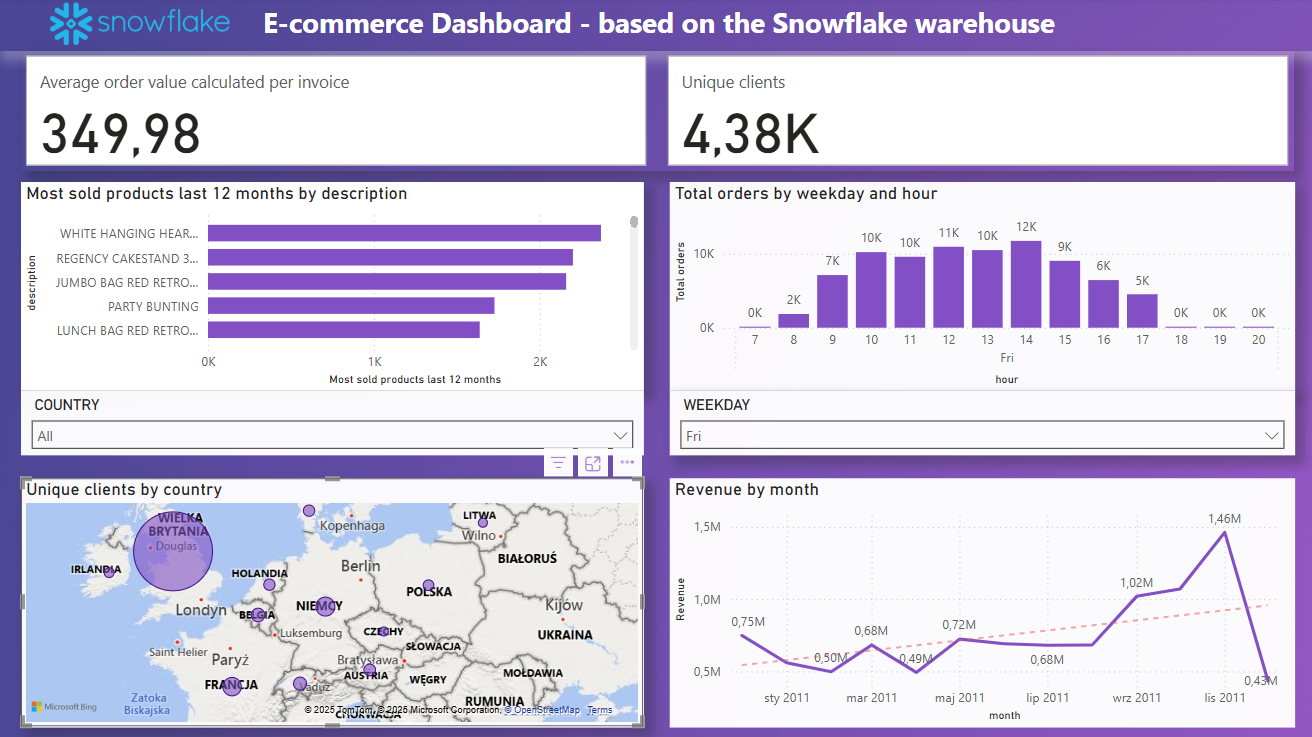 snowflake
E-commerce Dashboard - based on the Snowflake warehouse
Average order value calculated per invoice
349,98
Unique clients
4,38K
Most sold products last 12 months by description
description
WHITE HANGING HEAR...
REGENCY CAKESTAND 3...
JUMBO BAG RED RETRO...
PARTY BUNTING
LUNCH BAG RED RETRO...
0K 1K 2K
Most sold products last 12 months
COUNTRY
All
Total orders by weekday and hour
Total orders
10K
0K
0K 2K 7K 10K 10K 11K 10K 12K 9K 6K 5K 0K 0K 0K
7 8 9 10 11 12 13 14 15 16 17 18 19 20
Fri
hour
WEEKDAY
Fri
Unique clients by country
WIELKA
BRYTANIA
Douglas
IRLANDIA
Kopenhaga
LITWA
Wilno
BIAŁORUŚ
HOLANDIA
Berlin
POLSKA
Londyn
BELGIA
NIEMCY
Kijów
Luksemburg
CZECHY
UKRAINA
SŁOWACJA
Saint Helier
Paryż
Bratysława
AUSTRIA
WĘGRY
MOŁDAWIA
FRANCJA
Vaduz
RUMUNIA
Zatoka
Biskajska
CHORWACJA
Microsoft Bing
© 2025 TomTom, © 2025 Microsoft Corporation, © OpenStreetMap Terms
Revenue by month
Revenue
1,5M
1,0M
0,5M
0,75M 0,50M 0,68M 0,49M 0,72M 0,68M 1,02M 1,46M 0,43M
sty 2011 mar 2011 maj 2011 lip 2011 wrz 2011 lis 2011
month